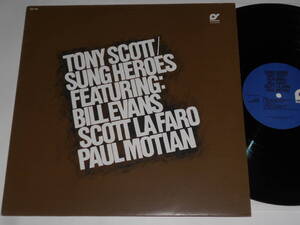 TONY SCOTT/
SUNG HEROES
FEATURING:
BILL EVANS
SCOTT LA FARO
PAUL MOTIAN